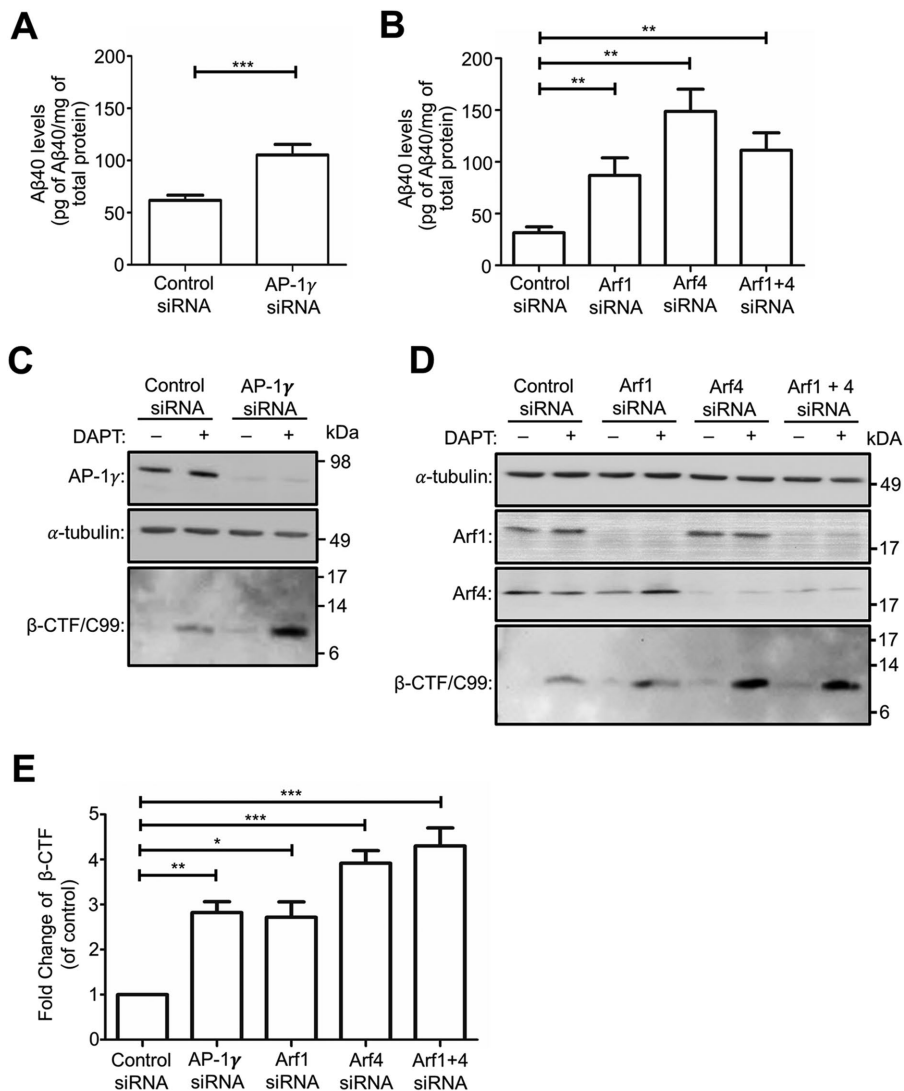 A
Aβ40 levels
(pg of Aβ40/mg of
total protein)
200
150
100
50
0
***
Control
siRNA
AP-1γ
siRNA
B
Aβ40 levels
(pg of Aβ40/mg of
total protein)
200
150
100
50
0
**
**
**
Control
siRNA
Arf1
siRNA
Arf4
siRNA
Arf1+4
siRNA
C
Control
siRNA
AP-1γ
siRNA
DAPT: – + – + kDa
AP-1γ:
98
α-tubulin:
49
β-CTF/C99:
17
14
6
D
Control
siRNA
Arf1
siRNA
Arf4
siRNA
Arf1 + 4
siRNA
DAPT: – + – + – + – + kDA
α-tubulin:
49
Arf1:
17
Arf4:
17
β-CTF/C99:
17
14
6
E
Fold Change of β-CTF
(of control)
5
4
3
2
1
0
***
***
*
**
Control
siRNA
AP-1γ
siRNA
Arf1
siRNA
Arf4
siRNA
Arf1+4
siRNA